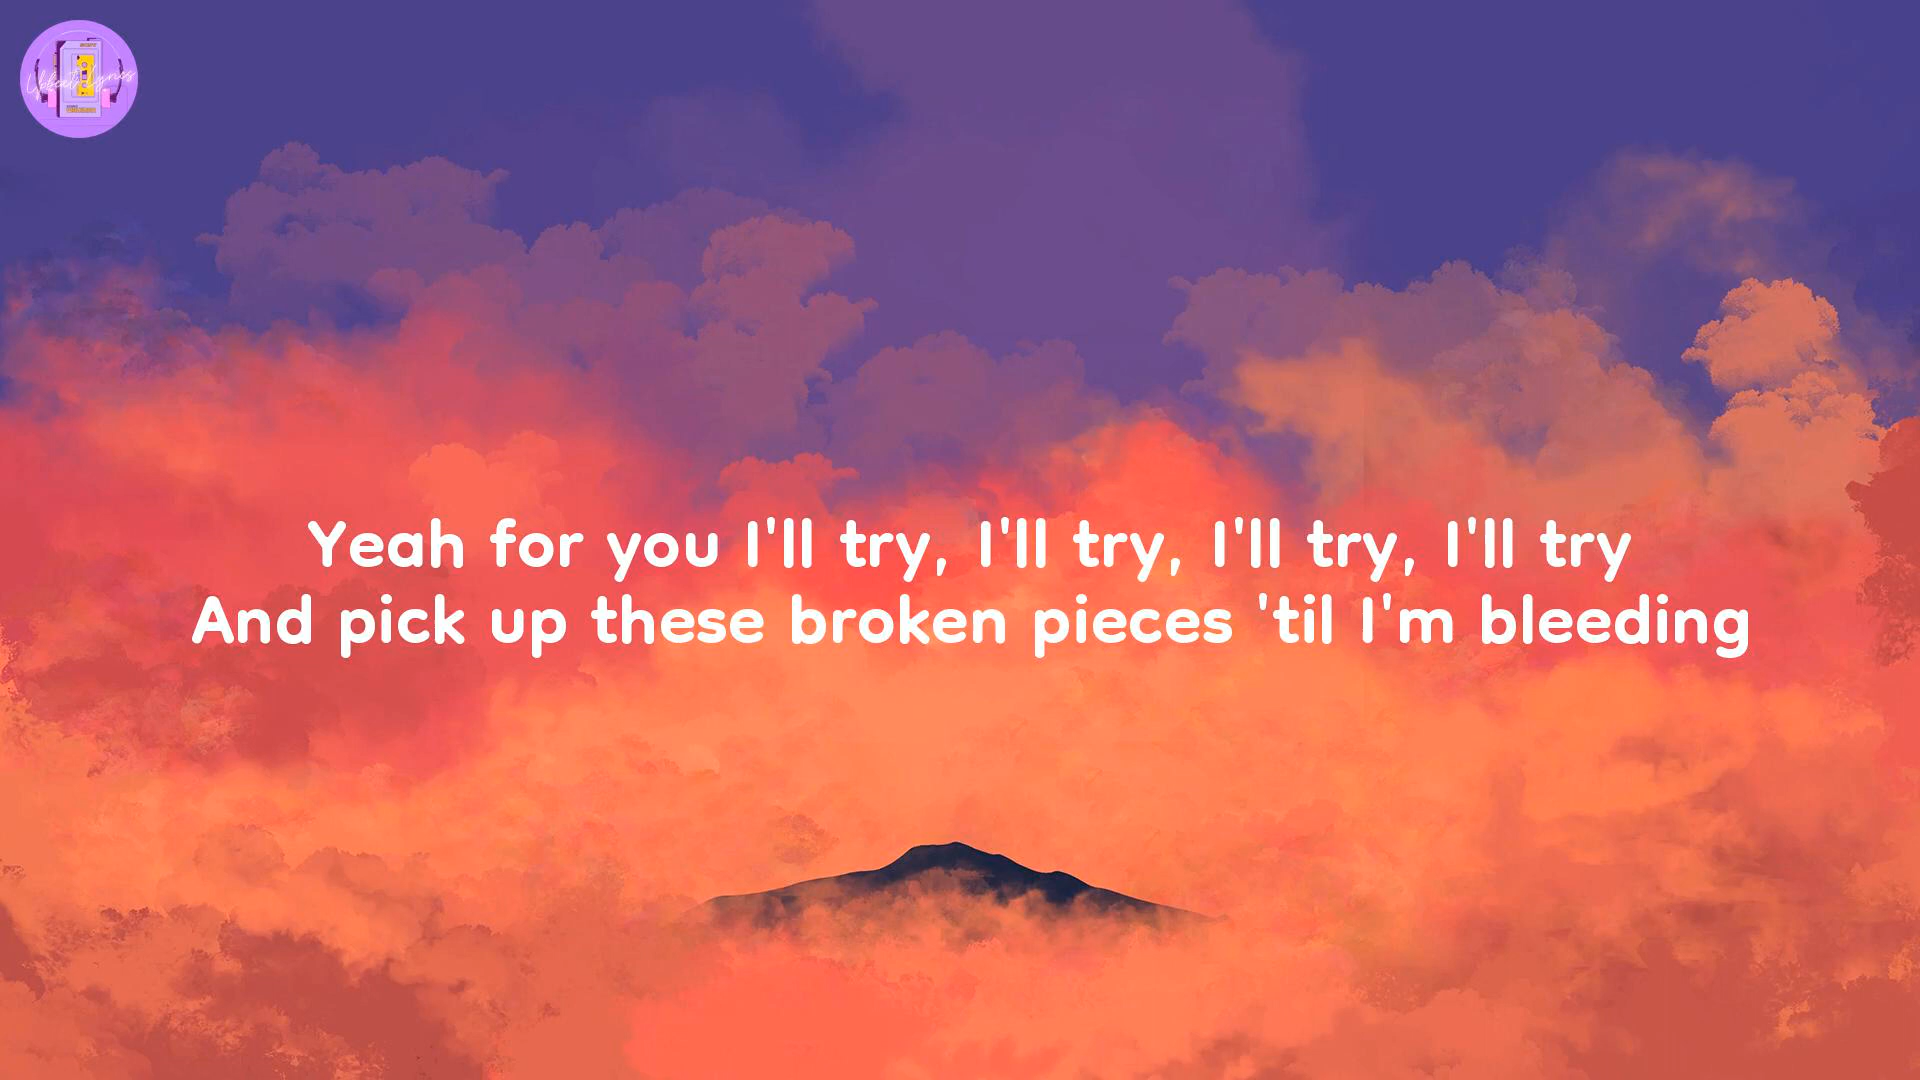 Yeah for you I'll try, I'll try, I'll try, I'll try
And pick up these broken pieces 'til I'm bleeding